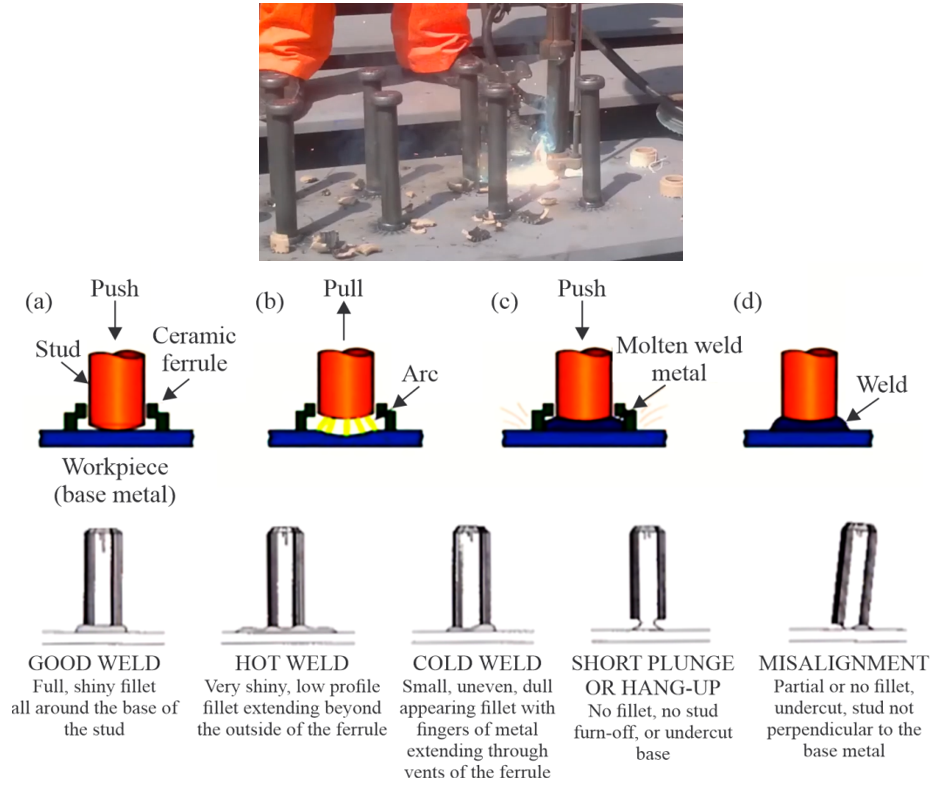 (a)
Push
Stud
Ceramic
ferrule
Workpiece
(base metal)
(b)
Pull
Arc
(c)
Push
Molten weld
metal
(d)
Weld
GOOD WELD
Full, shiny fillet
all around the base of
the stud
HOT WELD
Very shiny, low profile
fillet extending beyond
the outside of the ferrule
COLD WELD
Small, uneven, dull
appearing fillet with
fingers of metal
extending through
vents of the ferrule
SHORT PLUNGE
OR HANG-UP
No fillet, no stud
furn-off, or undercut
base
MISALIGNMENT
Partial or no fillet,
undercut, stud not
perpendicular to the
base metal